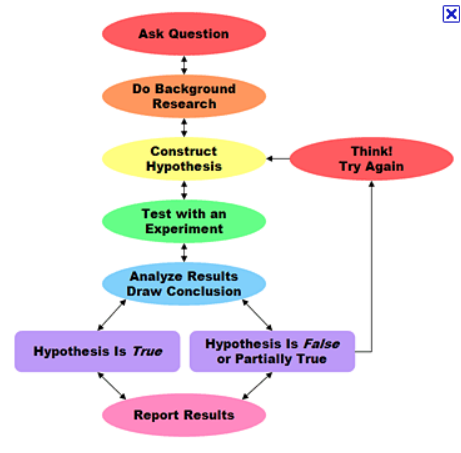 Ask Question
Do Background
Research
Construct
Hypothesis
Think!
Try Again
Test with an
Experiment
Analyze Results
Draw Conclusion
Hypothesis Is True
Hypothesis Is False
or Partially True
Report Results